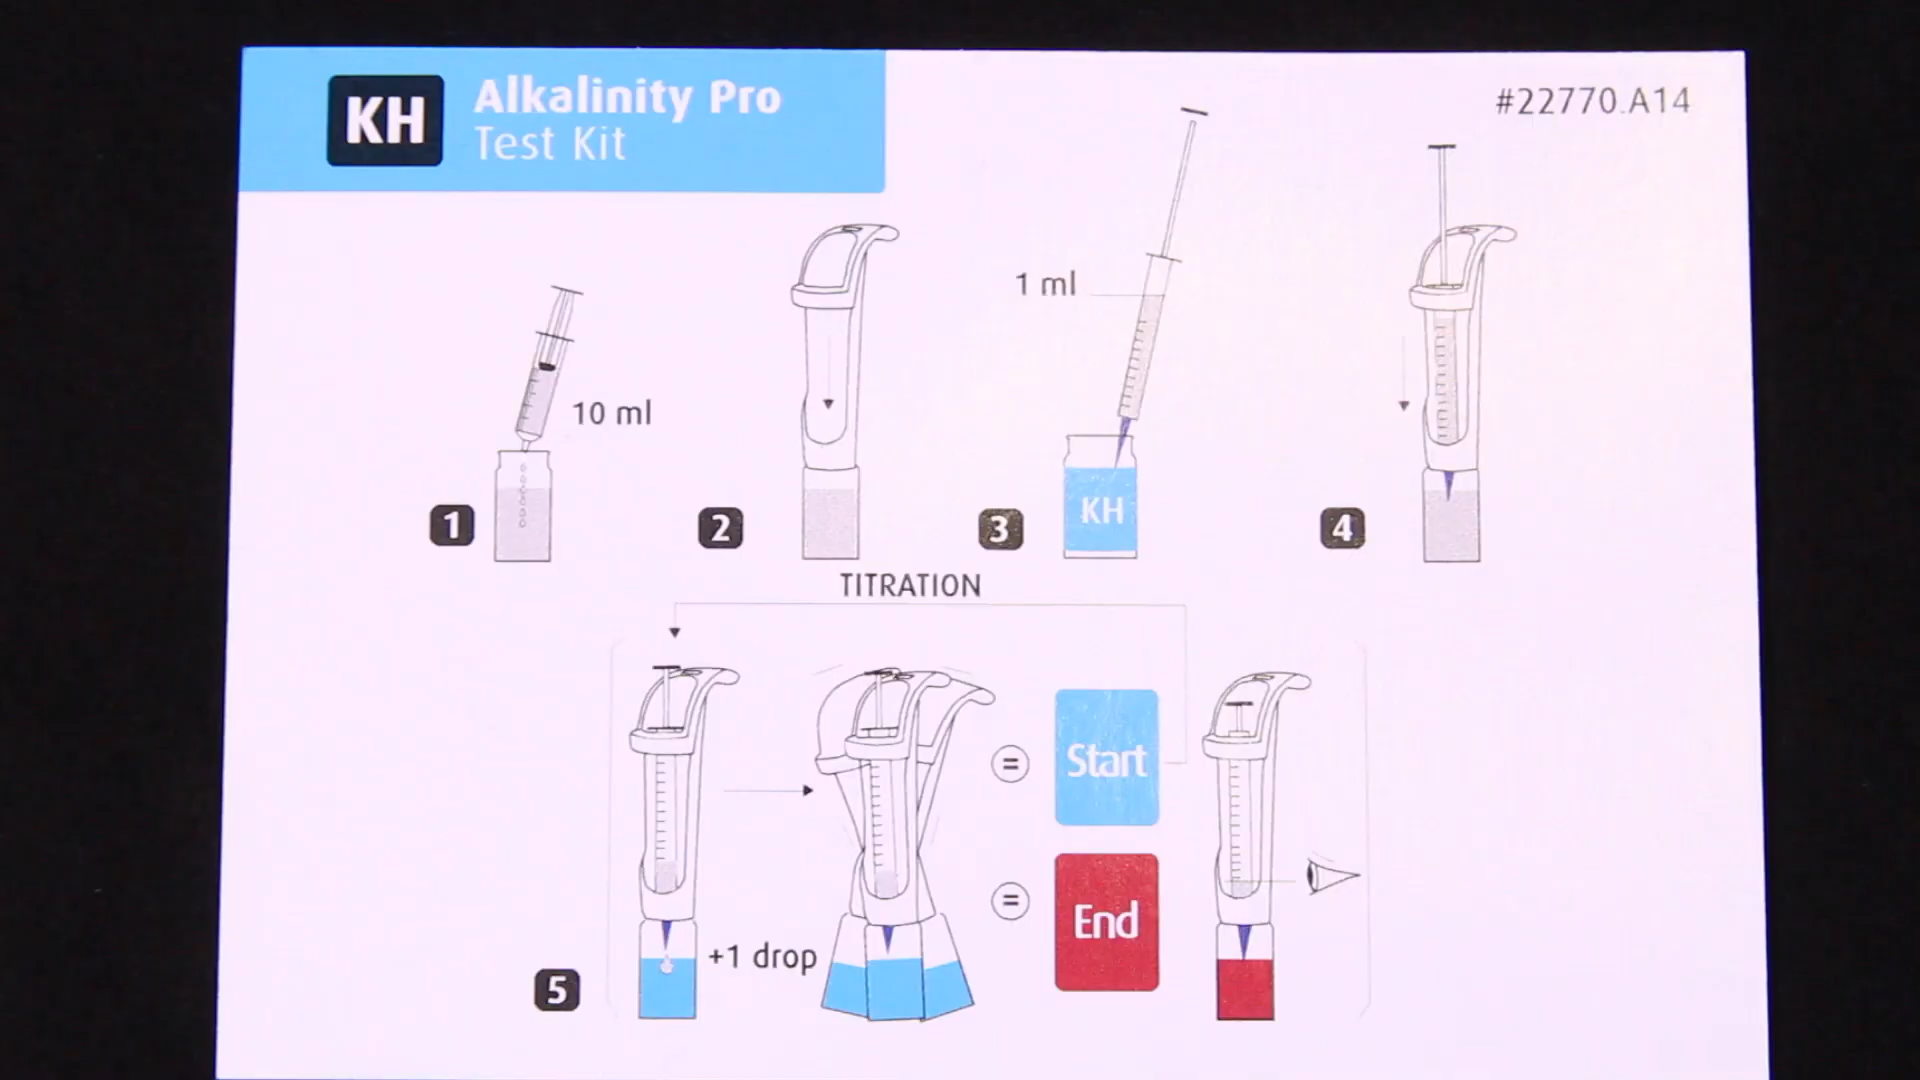 KH
Alkalinity Pro
Test Kit
#22770.A14
10 ml
1
2
1 ml
KH
3
4
TITRATION
5
+1 drop
=
Start
=
End